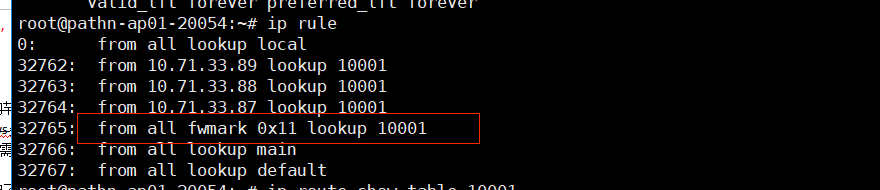 valid_lft forever preferred_lft forever
root@pathn-ap01-20054:~# ip rule
0: from all lookup local
32762: from 10.71.33.89 lookup 10001
32763: from 10.71.33.88 lookup 10001
32764: from 10.71.33.87 lookup 10001
32765: from all fwmark 0x11 lookup 10001
32766: from all lookup main
32767: from all lookup default
root@pathn-ap01-20054:~# ip route show table 10001